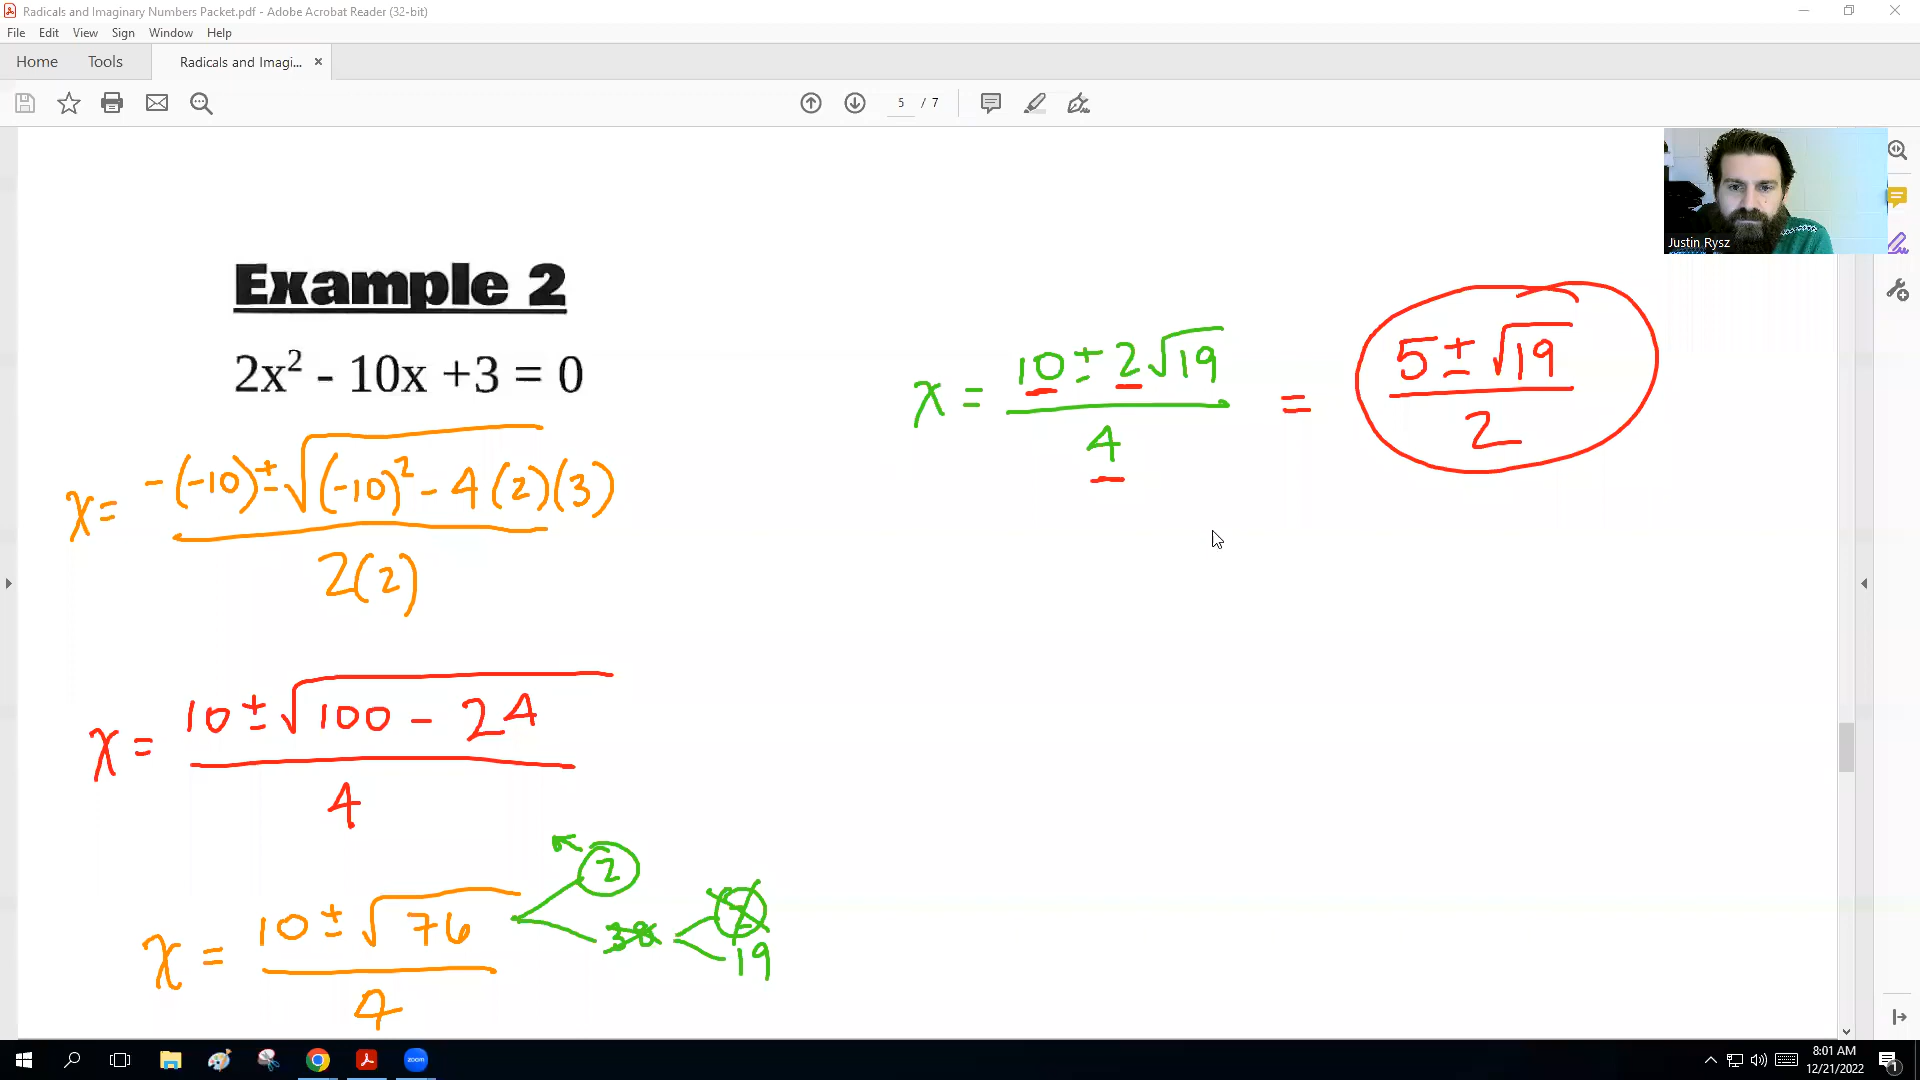 Radicals and Imaginary Numbers Packet.pdf - Adobe Acrobat Reader (32-bit)
File Edit View Sign Window Help
Home Tools Radicals and Imagi... ×
5 / 7
Justin Rysz
Example 2
2x² - 10x +3 = 0
x = -(-10) ± √((-10)² - 4(2)(3)) / 2(2)
x = 10 ± √(100 - 24) / 4
x = 10 ± √76 / 4
2
38
2
19
x = 10 ± 2√19 / 4 = 5 ± √19 / 2
zoom
8:01 AM
12/21/2022
1